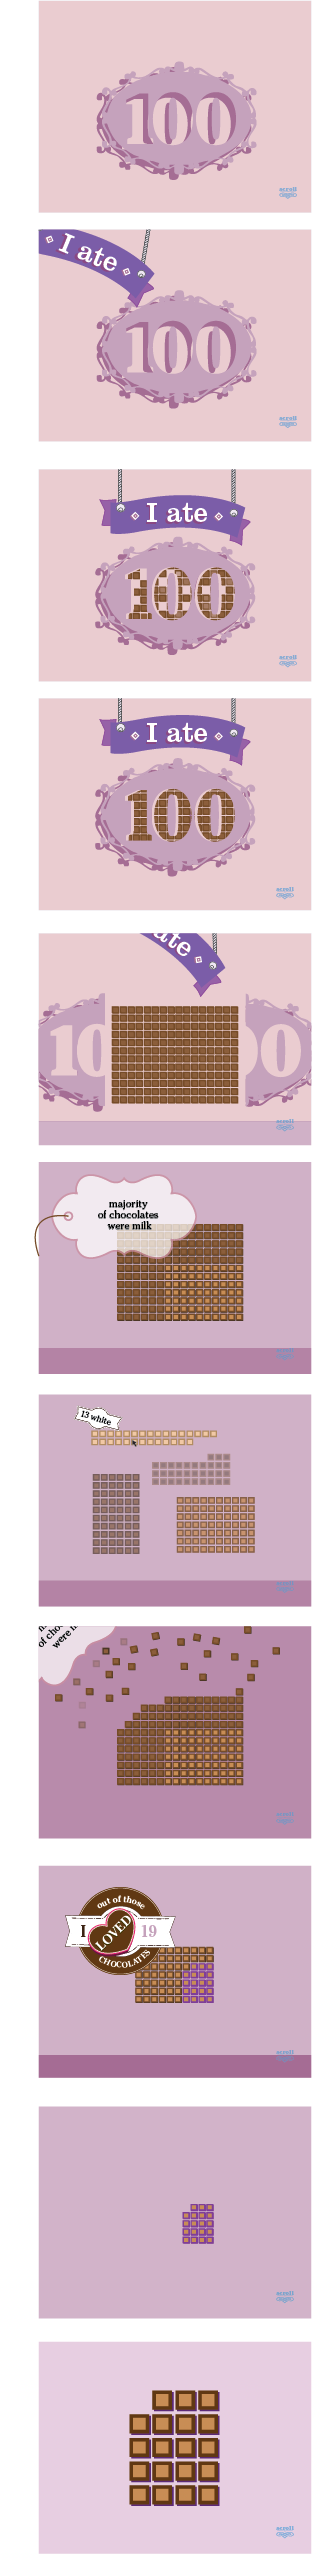 100
scroll
I ate
100
scroll
I ate
100
scroll
I ate
100
scroll
ate
10
00
scroll
majority
of chocolates
were milk
scroll
13 white
scroll
of cho
were m
scroll
out of those
I LOVED 19
CHOCOLATES
scroll
scroll
scroll